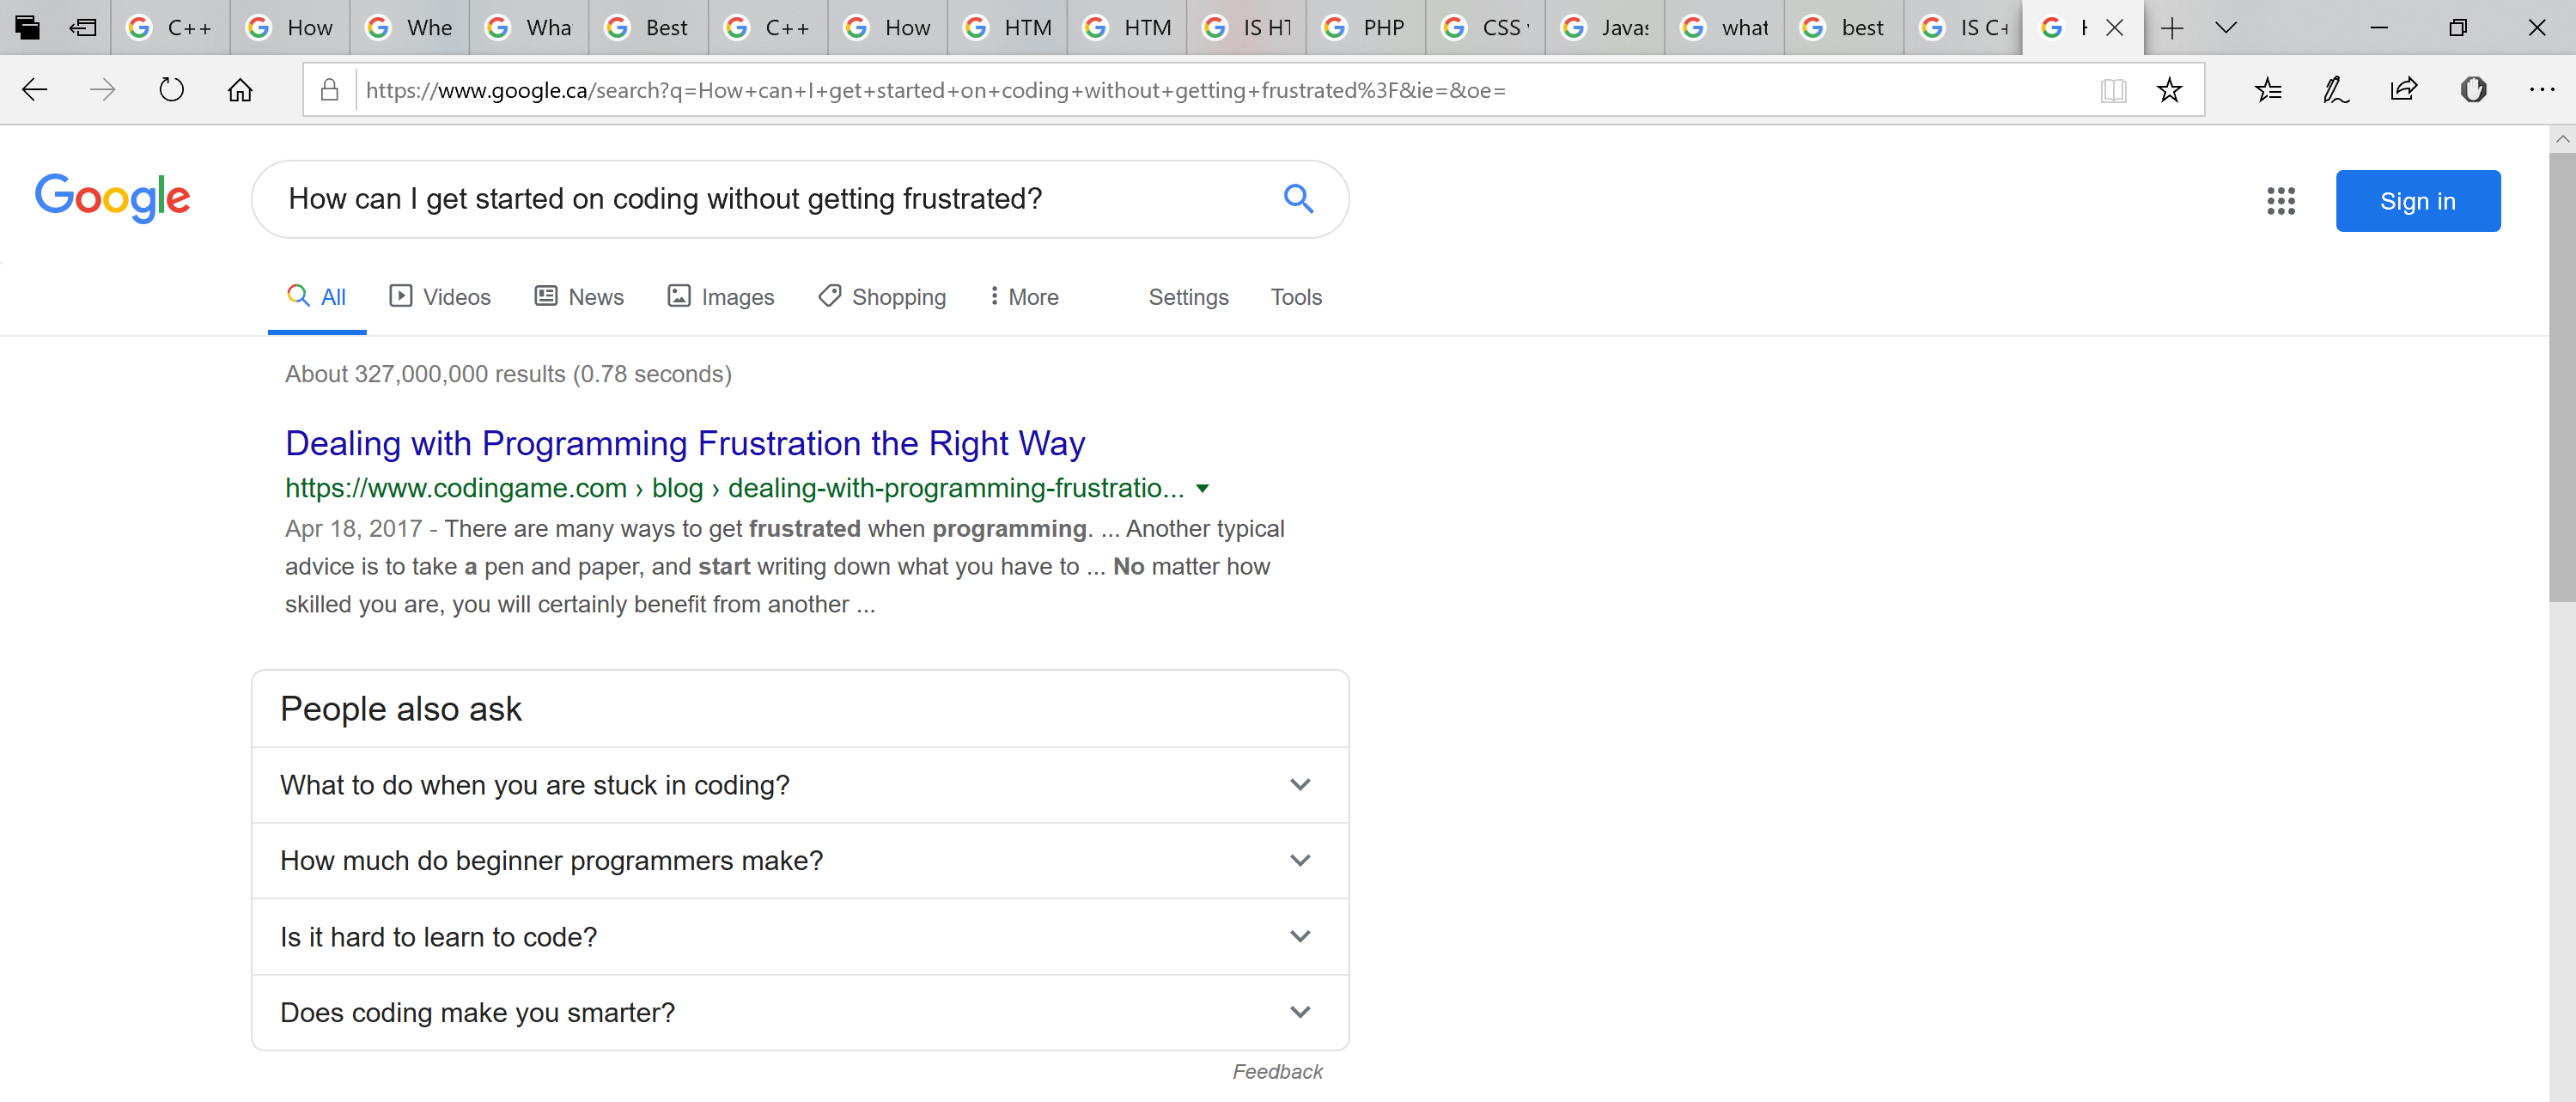 C++
How
Whe
Wha
Best
C++
How
HTM
HTM
IS HT
PHP
CSS
Javas
what
best
IS C+
https://www.google.ca/search?q=How+can+I+get+started+on+coding+without+getting+frustrated%3F&ie=&oe=
Google
How can I get started on coding without getting frustrated?
Sign in
All Videos News Images Shopping More Settings Tools
About 327,000,000 results (0.78 seconds)
Dealing with Programming Frustration the Right Way
https://www.codingame.com › blog › dealing-with-programming-frustratio...
Apr 18, 2017 - There are many ways to get frustrated when programming. ... Another typical
advice is to take a pen and paper, and start writing down what you have to ... No matter how
skilled you are, you will certainly benefit from another ...
People also ask
What to do when you are stuck in coding?
How much do beginner programmers make?
Is it hard to learn to code?
Does coding make you smarter?
Feedback